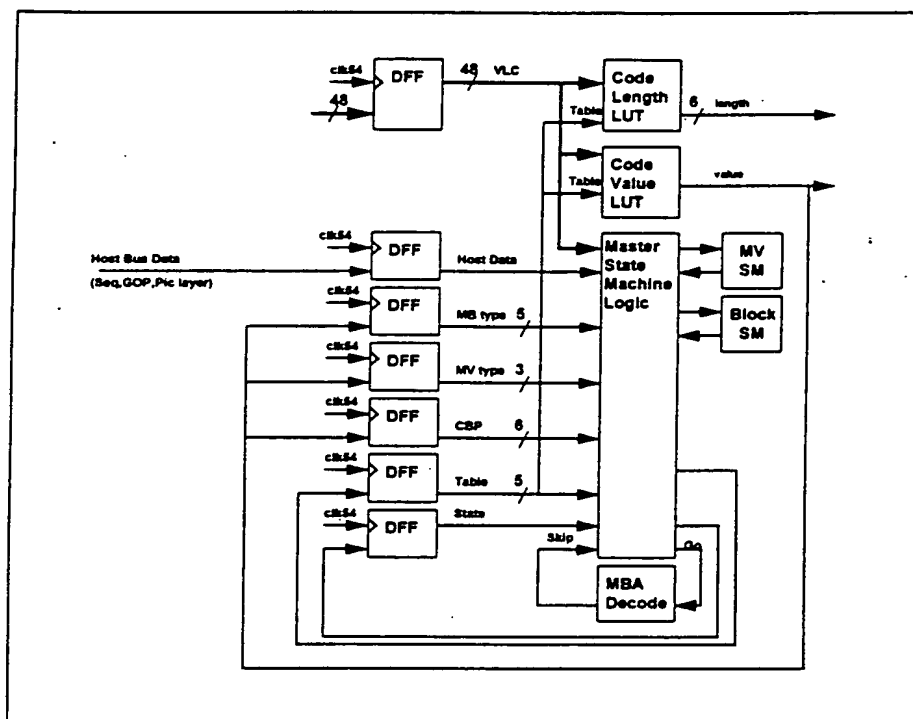 clk54
DFF
48
48
VLC
Code
Length
LUT
Table
6
length
Code
Value
LUT
Table
value
clk54
DFF
Host Bus Data
(Seq,GOP,Pic layer)
Host Data
Master
State
Machine
Logic
MV
SM
clk54
DFF
MB type
5
Block
SM
clk54
DFF
MV type
3
clk54
DFF
CBP
6
clk54
DFF
Table
5
clk54
DFF
State
Skip
Go
MBA
Decode